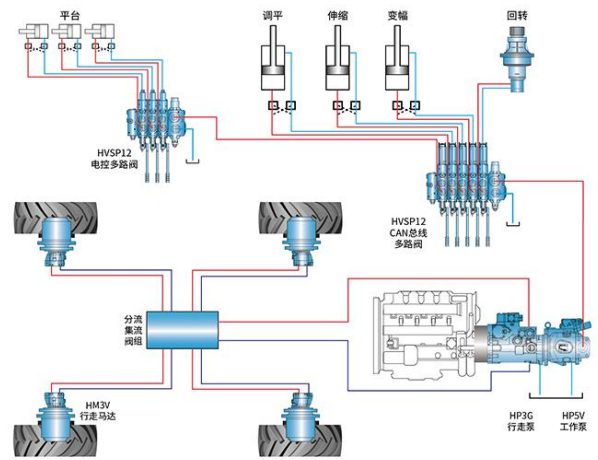 平台
调平
伸缩
变幅
回转
HVSP12
电控多路阀
HVSP12
CAN总线
多路阀
分流
集流
阀组
HM3V
行走马达
HP3G
行走泵
HP5V
工作泵